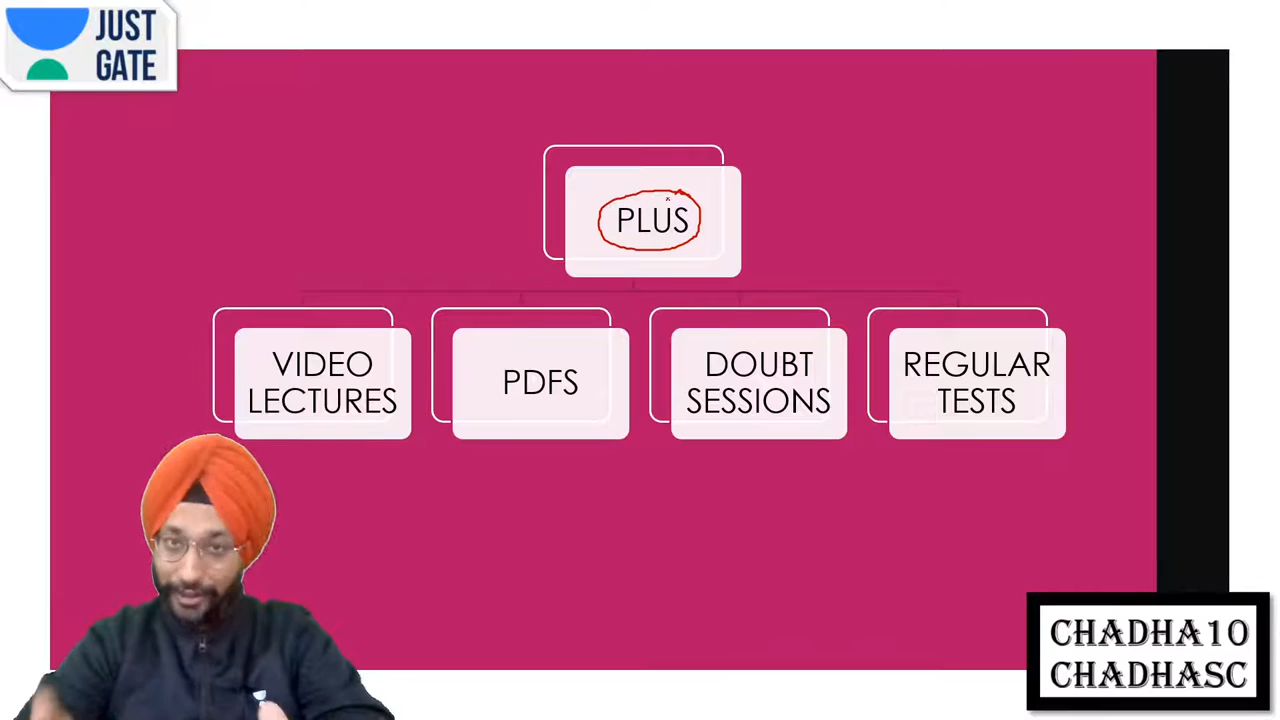 JUST
GATE
PLUS
VIDEO
LECTURES
PDFS
DOUBT
SESSIONS
REGULAR
TESTS
CHADHA10
CHADHASC